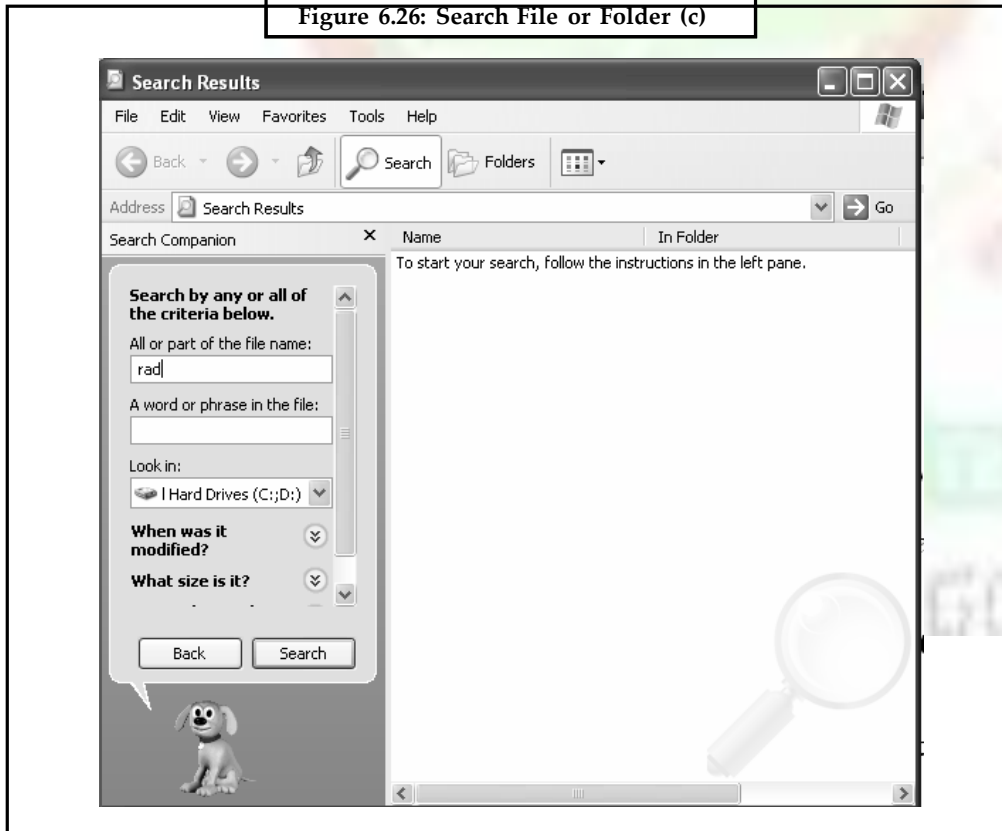 Figure 6.26: Search File or Folder (c)
Search Results
File Edit View Favorites Tools Help
Back Search Folders
Address Search Results Go
Search Companion
Name In Folder
To start your search, follow the instructions in the left pane.
Search by any or all of
the criteria below.
All or part of the file name:
rad
A word or phrase in the file:
Look in:
l Hard Drives (C:;D:)
When was it
modified?
What size is it?
Back Search